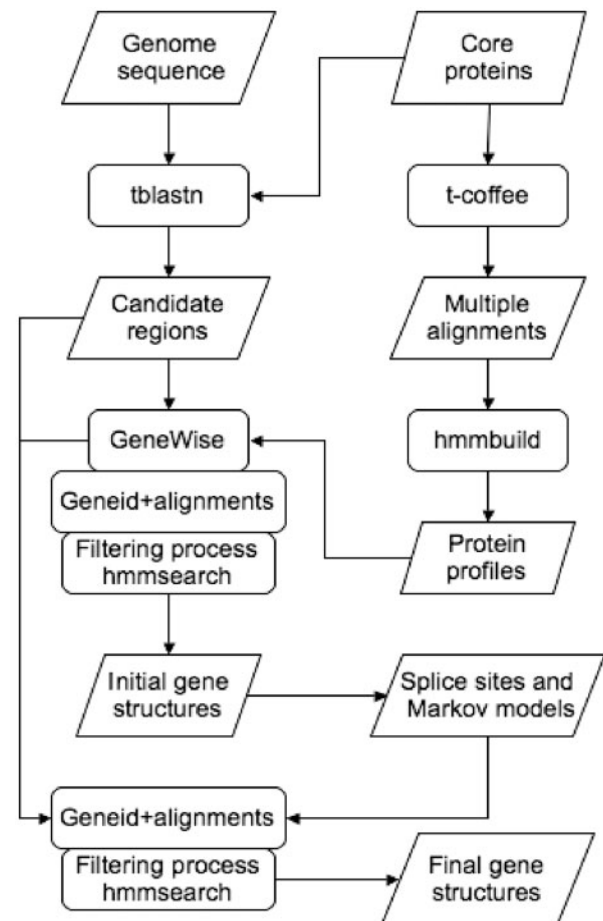 Genome
sequence
Core
proteins
tblastn
t-coffee
Candidate
regions
Multiple
alignments
GeneWise
hmmbuild
Geneid+alignments
Filtering process
hmmsearch
Protein
profiles
Initial gene
structures
Splice sites and
Markov models
Geneid+alignments
Filtering process
hmmsearch
Final gene
structures